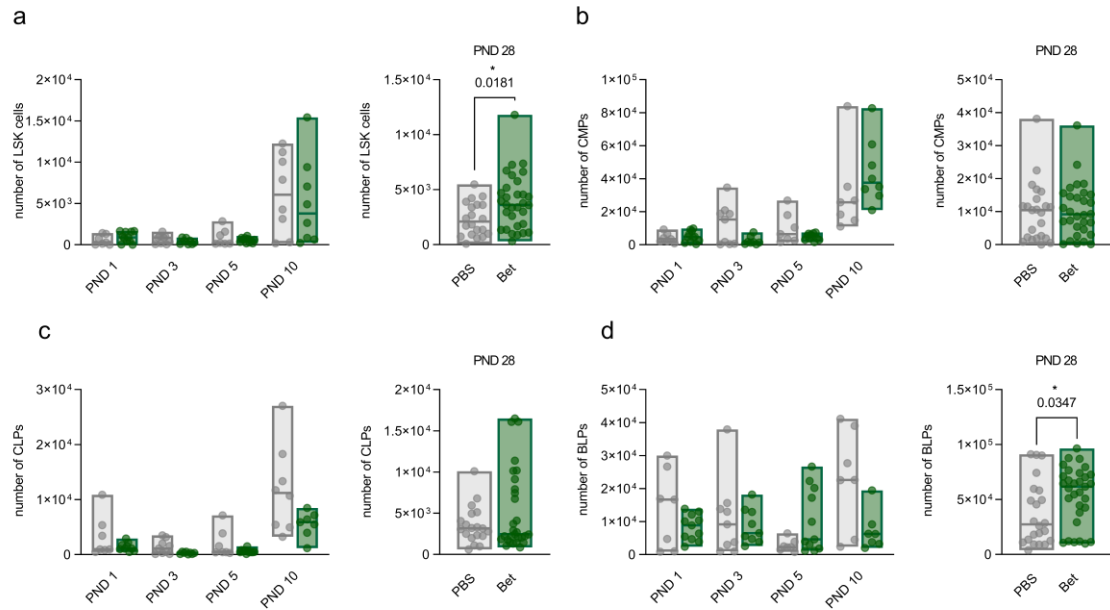 a
number of LSK cells
2×10⁴
1.5×10⁴
1×10⁴
5×10³
0
PND 1
PND 3
PND 5
PND 10
PND 28
*
0.0181
number of LSK cells
1.5×10⁴
1×10⁴
5×10³
0
PBS
Bet
b
number of CMPs
1×10⁵
8×10⁴
6×10⁴
4×10⁴
2×10⁴
0
PND 1
PND 3
PND 5
PND 10
PND 28
number of CMPs
5×10⁴
4×10⁴
3×10⁴
2×10⁴
1×10⁴
0
PBS
Bet
c
number of CLPs
3×10⁴
2×10⁴
1×10⁴
0
PND 1
PND 3
PND 5
PND 10
PND 28
number of CLPs
2×10⁴
1.5×10⁴
1×10⁴
5×10³
0
PBS
Bet
d
number of BLPs
5×10⁴
4×10⁴
3×10⁴
2×10⁴
1×10⁴
0
PND 1
PND 3
PND 5
PND 10
PND 28
*
0.0347
number of BLPs
1.5×10⁵
1×10⁵
5×10⁴
0
PBS
Bet